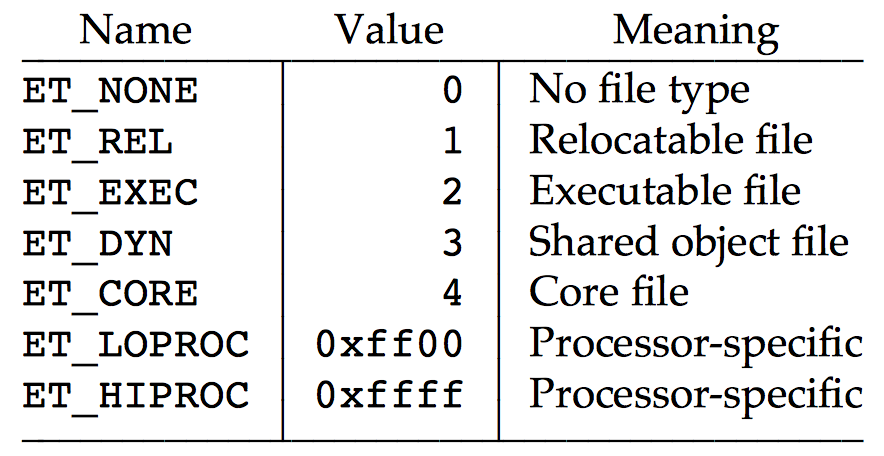 Name Value Meaning
ET_NONE 0 No file type
ET_REL 1 Relocatable file
ET_EXEC 2 Executable file
ET_DYN 3 Shared object file
ET_CORE 4 Core file
ET_LOPROC 0xff00 Processor-specific
ET_HIPROC 0xffff Processor-specific